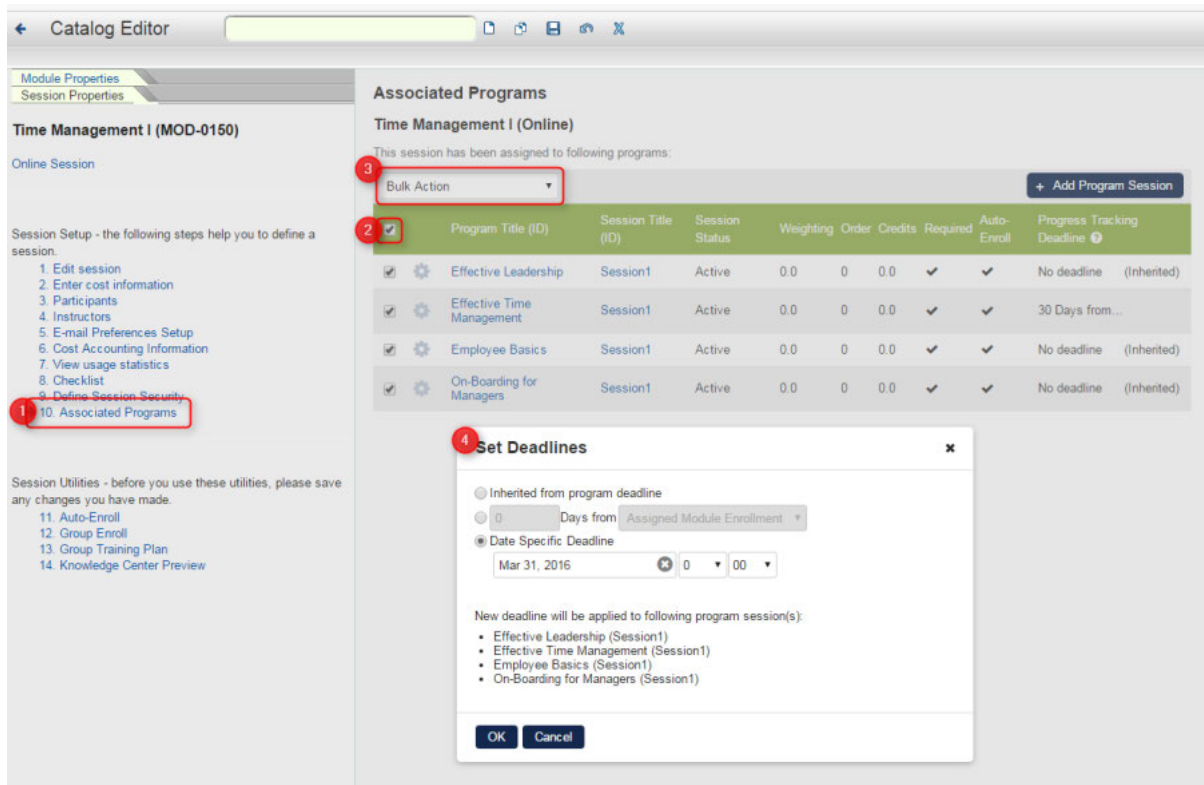 Catalog Editor
Module Properties
Session Properties
Time Management I (MOD-0150)
Online Session
Session Setup - the following steps help you to define a
session.
1. Edit session
2. Enter cost information
3. Participants
4. Instructors
5. E-mail Preferences Setup
6. Cost Accounting Information
7. View usage statistics
8. Checklist
9. Define Session Security
1
10. Associated Programs
Session Utilities - before you use these utilities, please save
any changes you have made.
11. Auto-Enroll
12. Group Enroll
13. Group Training Plan
14. Knowledge Center Preview
Associated Programs
Time Management I (Online)
This session has been assigned to following programs:
3
Bulk Action
+ Add Program Session
2
Program Title (ID) Session Title (ID) Session Status Weighting Order Credits Required Auto-Enroll Progress Tracking Deadline ?
Effective Leadership Session1 Active 0.0 0 0.0 No deadline (Inherited)
Effective Time Management Session1 Active 0.0 0 0.0 30 Days from...
Employee Basics Session1 Active 0.0 0 0.0 No deadline (Inherited)
On-Boarding for Managers Session1 Active 0.0 0 0.0 No deadline (Inherited)
4
Set Deadlines
Inherited from program deadline
0 Days from Assigned Module Enrollment
Date Specific Deadline
Mar 31, 2016 0 00
New deadline will be applied to following program session(s):
• Effective Leadership (Session1)
• Effective Time Management (Session1)
• Employee Basics (Session1)
• On-Boarding for Managers (Session1)
OK Cancel